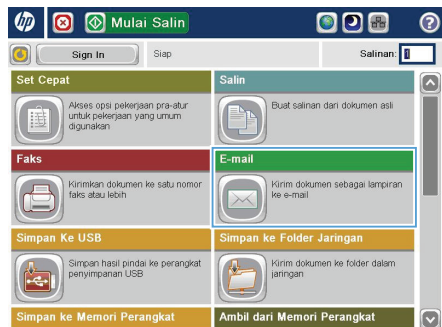 hp
Mulai Salin
?
Sign In
Siap
Salinan: 1
Set Cepat
Akses opsi pekerjaan pra-atur
untuk pekerjaan yang umum
digunakan
Salin
Buat salinan dari dokumen asli
Faks
Kirimkan dokumen ke satu nomor
faks atau lebih
E-mail
Kirim dokumen sebagai lampiran
ke e-mail
Simpan Ke USB
Simpan hasil pindai ke perangkat
penyimpanan USB
Simpan ke Folder Jaringan
Kirim dokumen ke folder dalam
jaringan
Simpan ke Memori Perangkat
Ambil dari Memori Perangkat